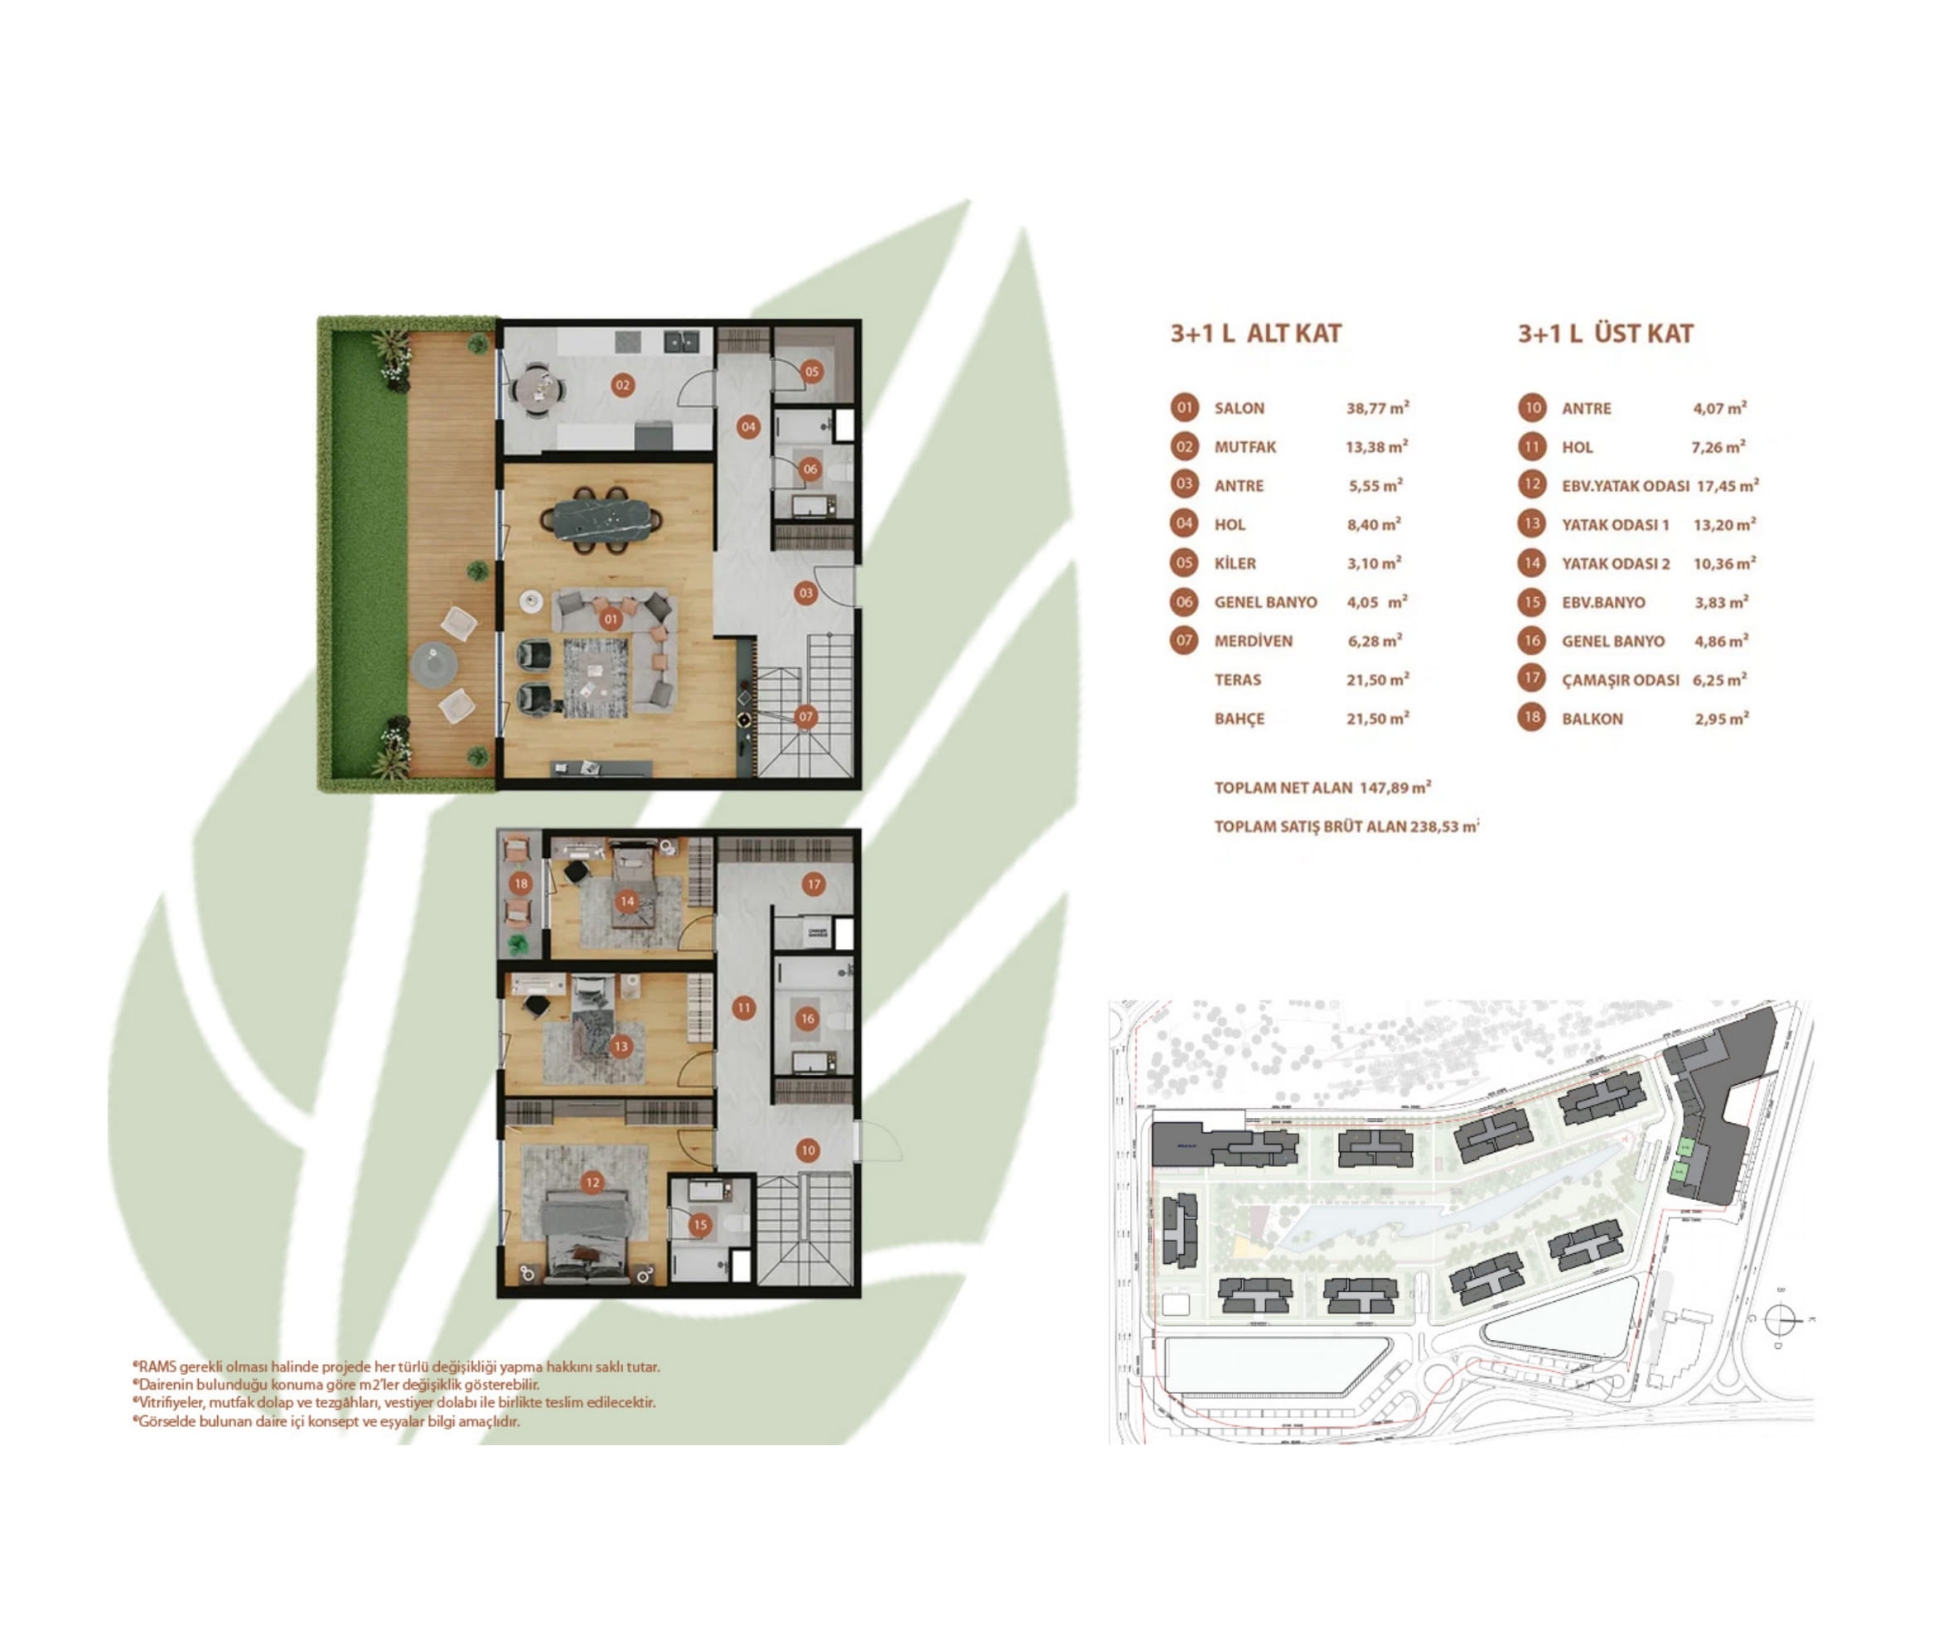 02
05
04
06
01
03
07
18
14
17
13
11
16
12
10
15
3+1 L ALT KAT
01 SALON 38,77 m²
02 MUTFAK 13,38 m²
03 ANTRE 5,55 m²
04 HOL 8,40 m²
05 KİLER 3,10 m²
06 GENEL BANYO 4,05 m²
07 MERDİVEN 6,28 m²
TERAS 21,50 m²
BAHÇE 21,50 m²
TOPLAM NET ALAN 147,89 m²
TOPLAM SATIŞ BRÜT ALAN 238,53 m²
3+1 L ÜST KAT
10 ANTRE 4,07 m²
11 HOL 7,26 m²
12 EBV.YATAK ODASI 17,45 m²
13 YATAK ODASI 1 13,20 m²
14 YATAK ODASI 2 10,36 m²
15 EBV.BANYO 3,83 m²
16 GENEL BANYO 4,86 m²
17 ÇAMAŞIR ODASI 6,25 m²
18 BALKON 2,95 m²
*RAMS gerekli olması halinde projede her türlü değişikliği yapma hakkını saklı tutar.
*Dairenin bulunduğu konuma göre m2'ler değişiklik gösterebilir.
*Vitrifiyeler, mutfak dolap ve tezgâhları, vestiyer dolabı ile birlikte teslim edilecektir.
*Görselde bulunan daire içi konsept ve eşyalar bilgi amaçlıdır.